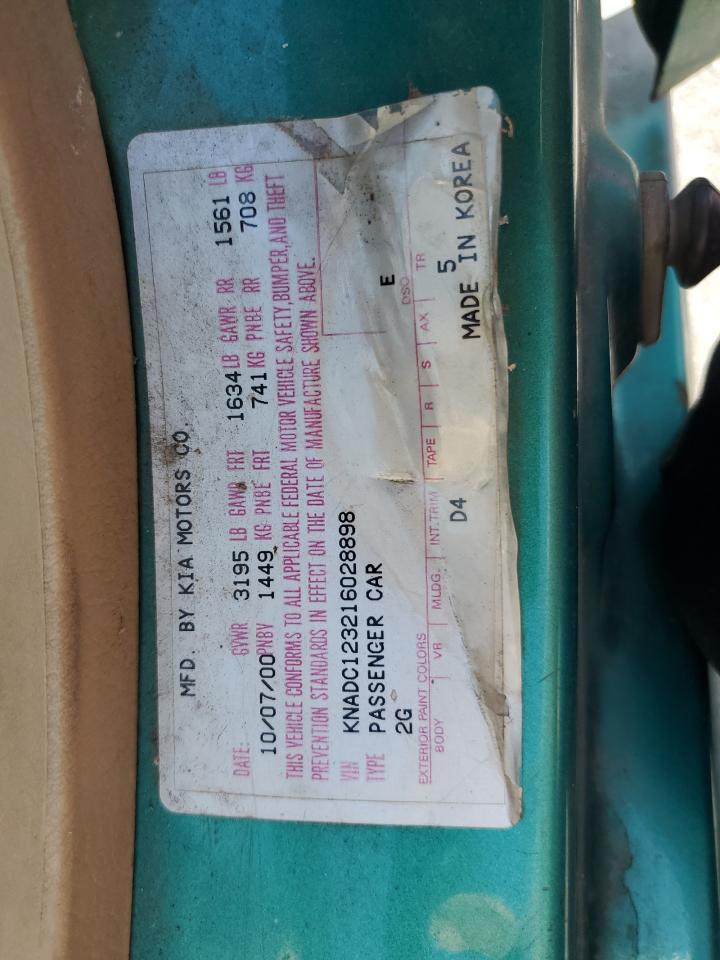 MFD. BY KIA MOTORS CO.
DATE: GVWR 3195 LB GAWR FRT 1634 LB GAWR RR 1561 LB
10/07/00 PNBV 1449 KG PNBE FRT 741 KG PNBE RR 708 KG
THIS VEHICLE CONFORMS TO ALL APPLICABLE FEDERAL MOTOR VEHICLE SAFETY, BUMPER, AND THEFT
PREVENTION STANDARDS IN EFFECT ON THE DATE OF MANUFACTURE SHOWN ABOVE.
VIN KNADC123216028898
TYPE PASSENGER CAR
2G E
EXTERIOR PAINT COLORS DSO
BODY VR MLDG. INT.TRIM TAPE R S AX TR
D4 5
MADE IN KOREA